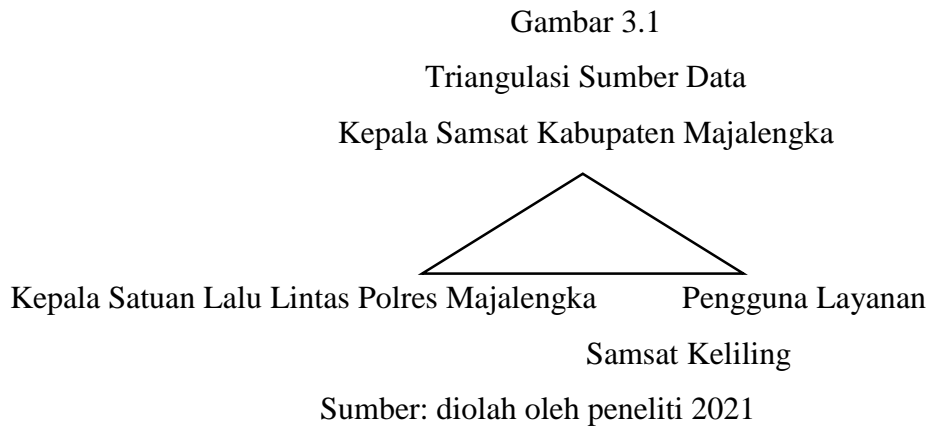 Gambar 3.1
Triangulasi Sumber Data
Kepala Samsat Kabupaten Majalengka
Kepala Satuan Lalu Lintas Polres Majalengka Pengguna Layanan
Samsat Keliling
Sumber: diolah oleh peneliti 2021